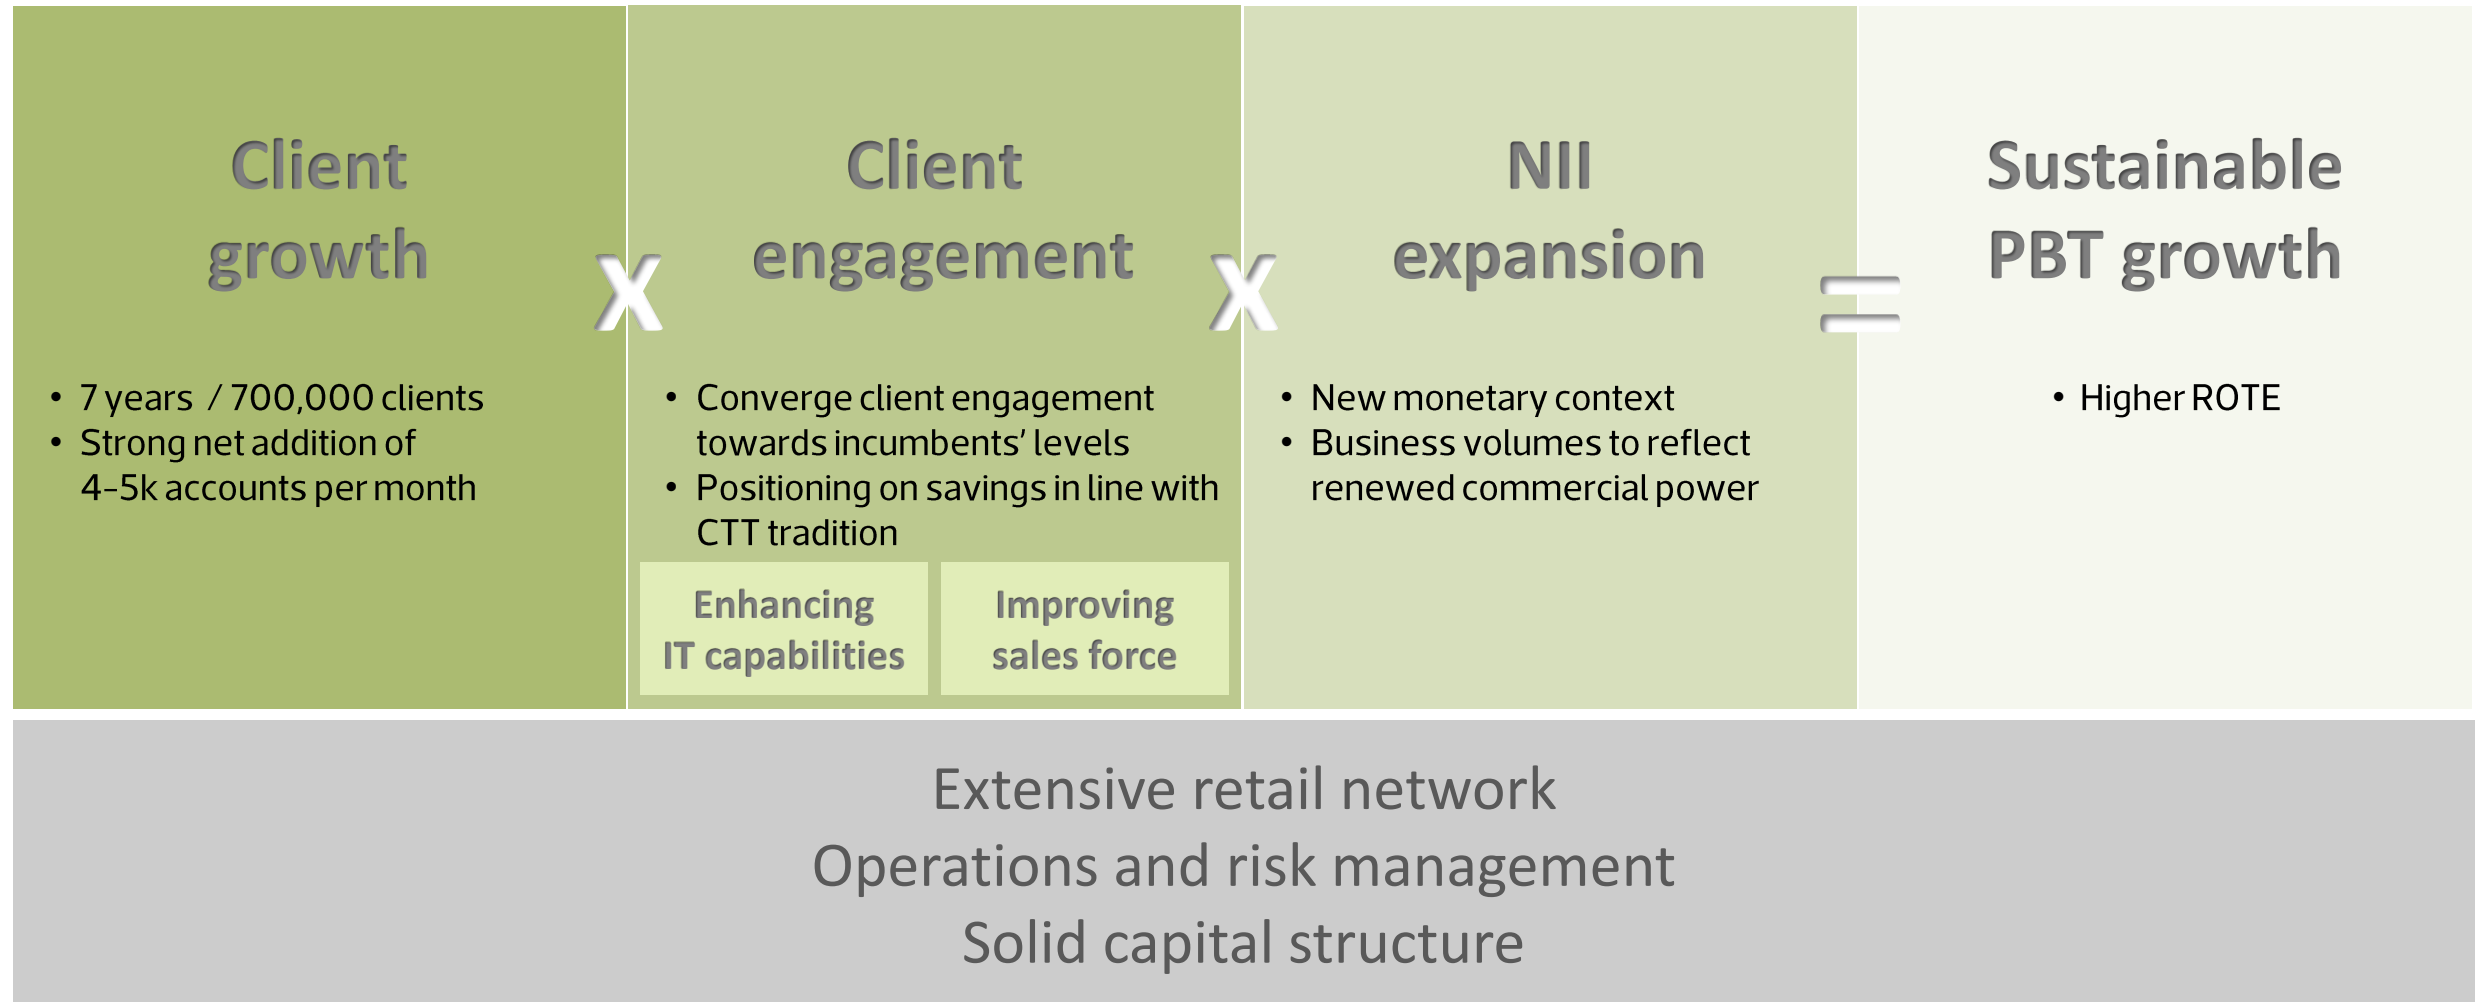 Client
growth
• 7 years / 700,000 clients
• Strong net addition of
4-5k accounts per month
X
Client
engagement
• Converge client engagement
towards incumbents’ levels
• Positioning on savings in line with
CTT tradition
Enhancing
IT capabilities
Improving
sales force
X
NII
expansion
• New monetary context
• Business volumes to reflect
renewed commercial power
=
Sustainable
PBT growth
• Higher ROTE
Extensive retail network
Operations and risk management
Solid capital structure